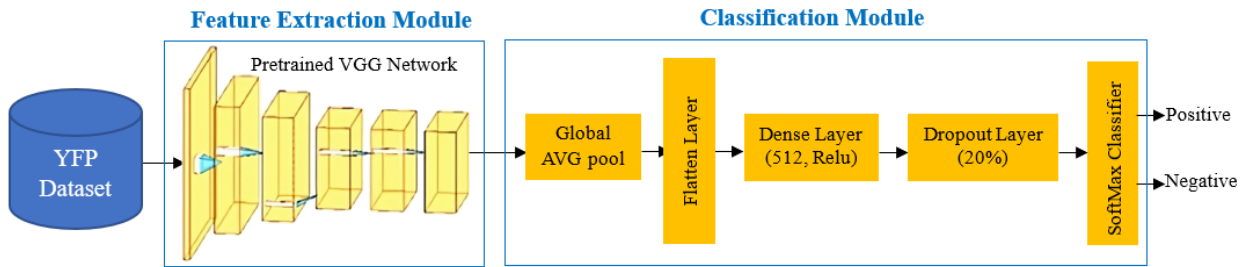 Feature Extraction Module
Classification Module
Pretrained VGG Network
YFP
Dataset
Global
AVG pool
Flatten Layer
Dense Layer
(512, Relu)
Dropout Layer
(20%)
SoftMax Classifier
Positive
Negative